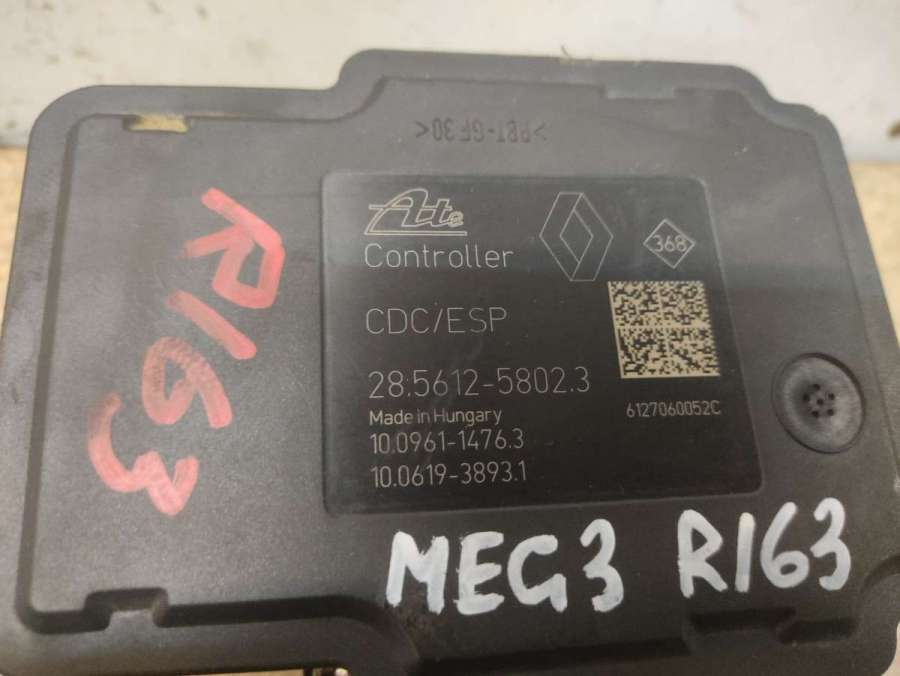 >PBT-GF30<
Ate
368
Controller
CDC/ESP
28.5612-5802.3
Made in Hungary
6127060052C
10.0961-1476.3
10.0619-3893.1
R163
MEG3 R163